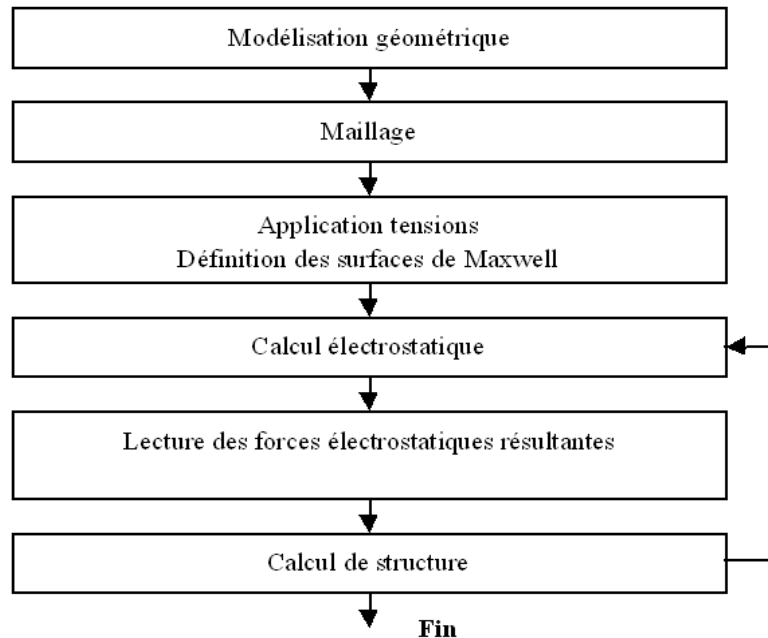 Modélisation géométrique
Maillage
Application tensions
Définition des surfaces de Maxwell
Calcul électrostatique
Lecture des forces électrostatiques résultantes
Calcul de structure
Fin